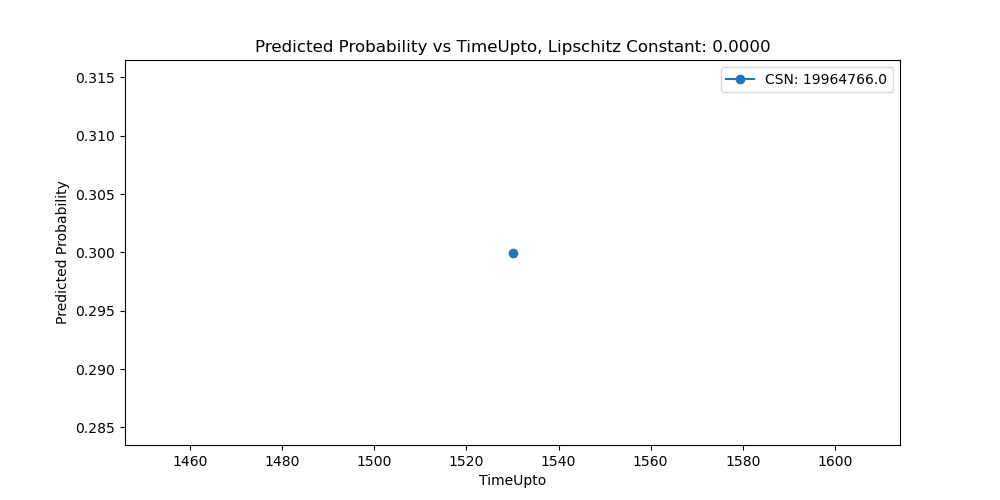 Predicted Probability vs TimeUpto, Lipschitz Constant: 0.0000
CSN: 19964766.0
Predicted Probability
0.315
0.310
0.305
0.300
0.295
0.290
0.285
1460 1480 1500 1520 1540 1560 1580 1600
TimeUpto